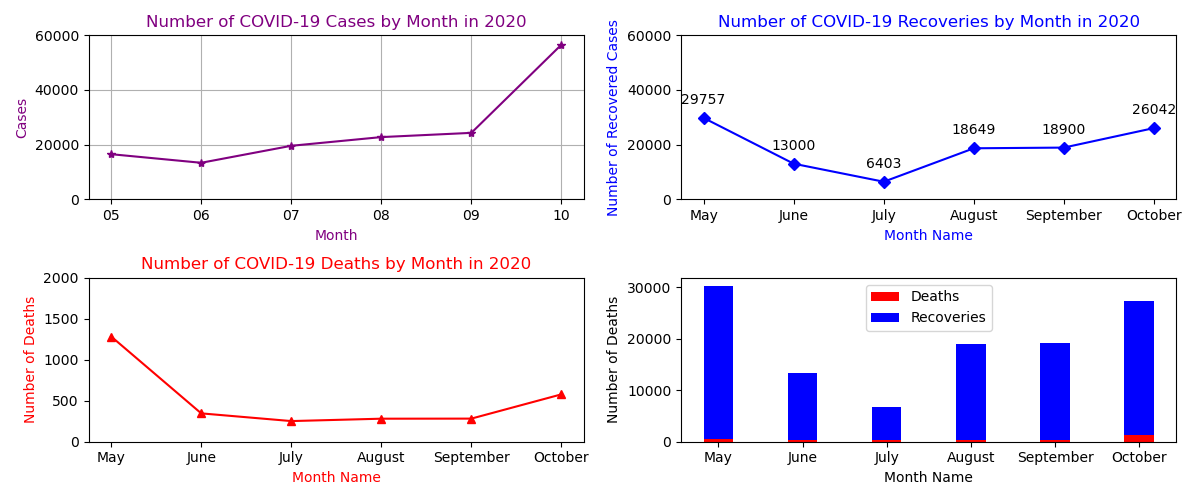 Number of COVID-19 Cases by Month in 2020
Cases
60000
40000
20000
0
05 06 07 08 09 10
Month
Number of COVID-19 Recoveries by Month in 2020
Number of Recovered Cases
60000
40000
20000
0
29757
13000
6403
18649
18900
26042
May June July August September October
Month Name
Number of COVID-19 Deaths by Month in 2020
Number of Deaths
2000
1500
1000
500
0
May June July August September October
Month Name
Number of Deaths
30000
20000
10000
0
Deaths
Recoveries
May June July August September October
Month Name